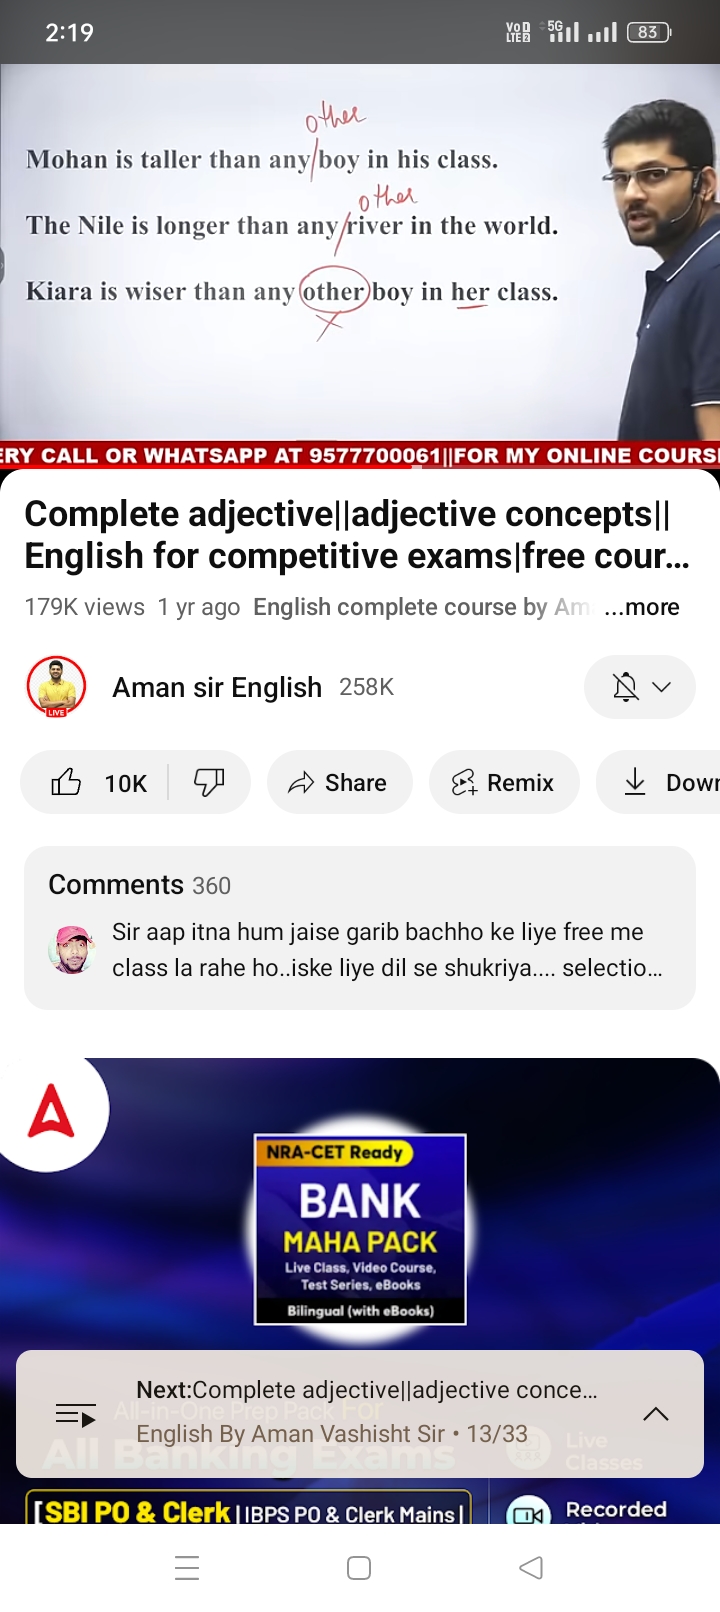 2:19
VoD LTE2 5G 83
other
Mohan is taller than any/boy in his class.
other
The Nile is longer than any/river in the world.
Kiara is wiser than any other boy in her class.
ERY CALL OR WHATSAPP AT 9577700061||FOR MY ONLINE COURS
Complete adjective||adjective concepts||
English for competitive exams|free cour...
179K views 1 yr ago English complete course by Am ...more
LIVE
Aman sir English 258K
10K Share Remix Down
Comments 360
Sir aap itna hum jaise garib bachho ke liye free me
class la rahe ho..iske liye dil se shukriya.... selectio...
NRA-CET Ready
BANK
MAHA PACK
Live Class, Video Course,
Test Series, eBooks
Bilingual (with eBooks)
Next:Complete adjective||adjective conce...
All-in-One Prep Pack For
English By Aman Vashisht Sir • 13/33
All Banking Exams
Live
Classes
[SBI PO & Clerk | IBPS PO & Clerk Mains|
Recorded